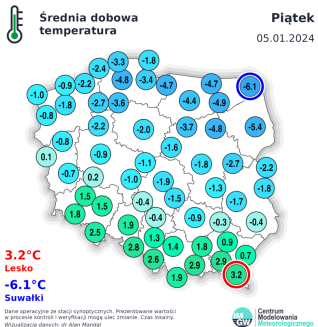 Średnia dobowa
temperatura
Piątek
05.01.2024
-3.3 -1.8
-2.4
-4.8 -3.4
-0.9 -2.2 -4.7 -4.7 -6.1
-1.0
-1.8 -2.7 -3.6 -4.4 -4.9
-0.8
-2.2 -2.0 -3.7 -4.8 -5.4
-0.8
-1.6
0.1 -0.9
-1.1 -1.8 -2.7 -2.2
-0.7 0.2 -1.0 -1.9
-1.3 -1.8
1.5 -1.5 -1.7
1.5 -0.4
1.8 -0.4 -0.9 -0.3 -0.4
1.9
2.5 1.3
2.8 1.4 1.8 0.9
2.6 0.7
2.9 2.9
1.9 3.2
3.2°C
Lesko
-6.1°C
Suwałki
Dane operacyjne ze stacji synoptycznych. Prezentowane wartości
w procesie kontroli i weryfikacji mogą ulec zmianie. Czas lokalny.
Wizualizacja danych: dr Alan Mandal
IMGW
Centrum
Modelowania
Meteorologicznego